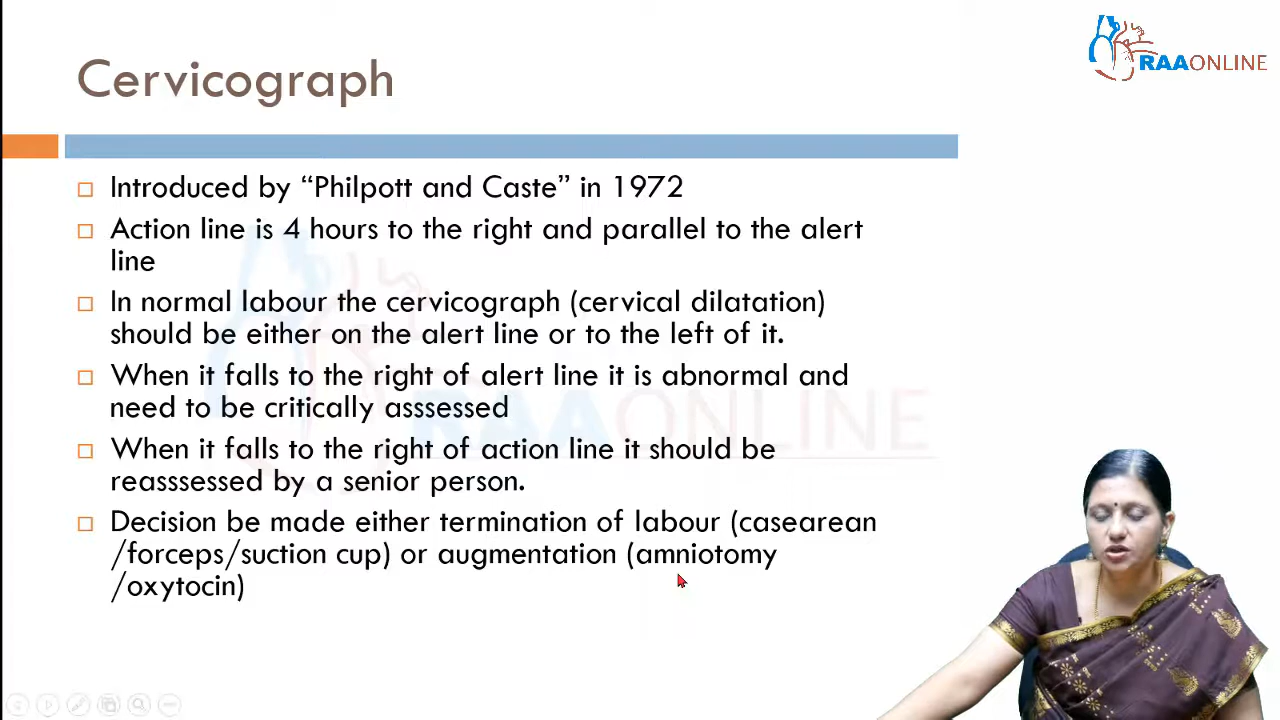 RAAONLINE
Cervicograph
Introduced by “Philpott and Caste” in 1972
Action line is 4 hours to the right and parallel to the alert
line
In normal labour the cervicograph (cervical dilatation)
should be either on the alert line or to the left of it.
When it falls to the right of alert line it is abnormal and
need to be critically asssessed
When it falls to the right of action line it should be
reasssessed by a senior person.
Decision be made either termination of labour (casearean
/forceps/suction cup) or augmentation (amniotomy
/oxytocin)
RAAONLINE